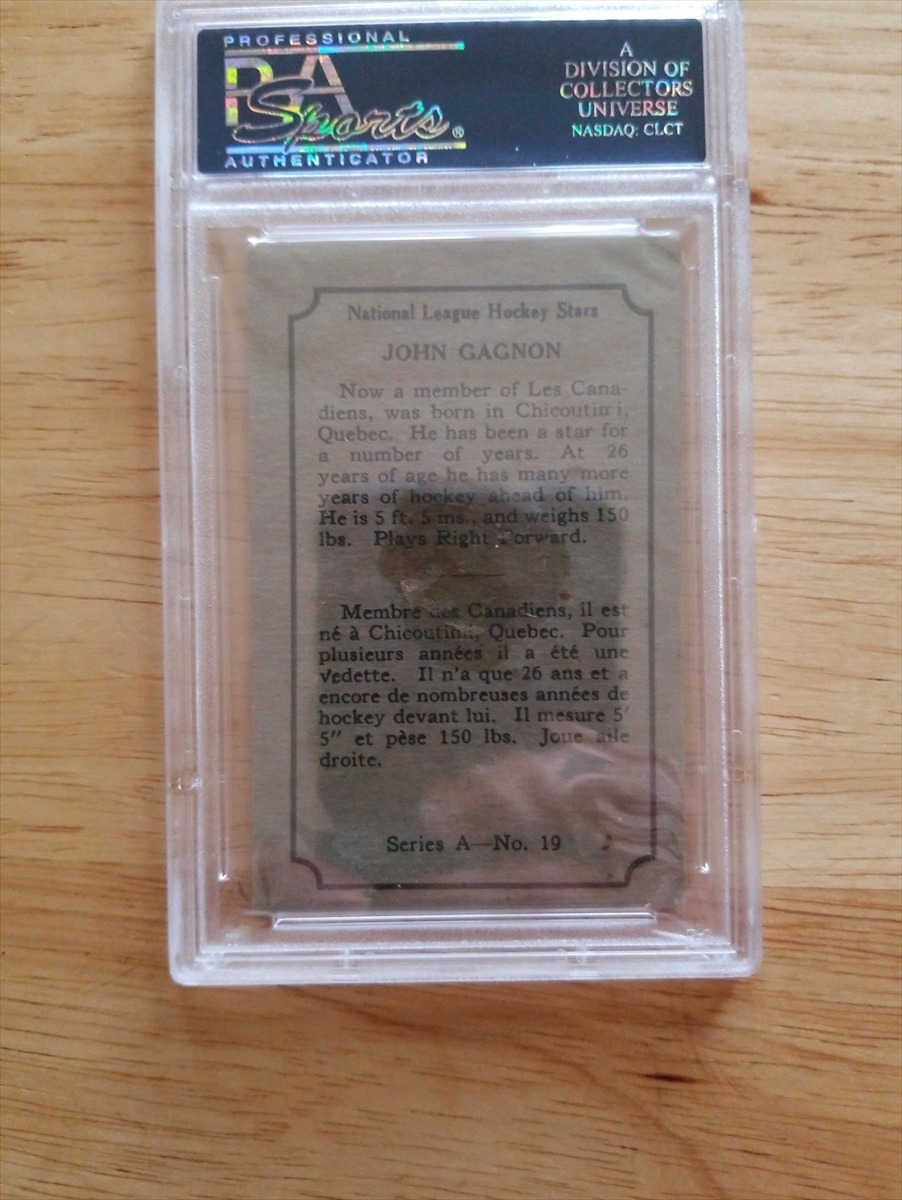 PROFESSIONAL
PSA
Sports®
AUTHENTICATOR
A
DIVISION OF
COLLECTORS
UNIVERSE
NASDAQ: CLCT
National League Hockey Stars
JOHN GAGNON
Now a member of Les Cana-
diens, was born in Chicoutimi,
Quebec. He has been a star for
a number of years. At 26
years of age he has many more
years of hockey ahead of him.
He is 5 ft. 5 ins., and weighs 150
lbs. Plays Right Forward.
Membre des Canadiens, il est
né à Chicoutimi, Quebec. Pour
plusieurs années il a été une
vedette. Il n'a que 26 ans et a
encore de nombreuses années de
hockey devant lui. Il mesure 5'
5" et pèse 150 lbs. Joue aile
droite.
Series A—No. 19